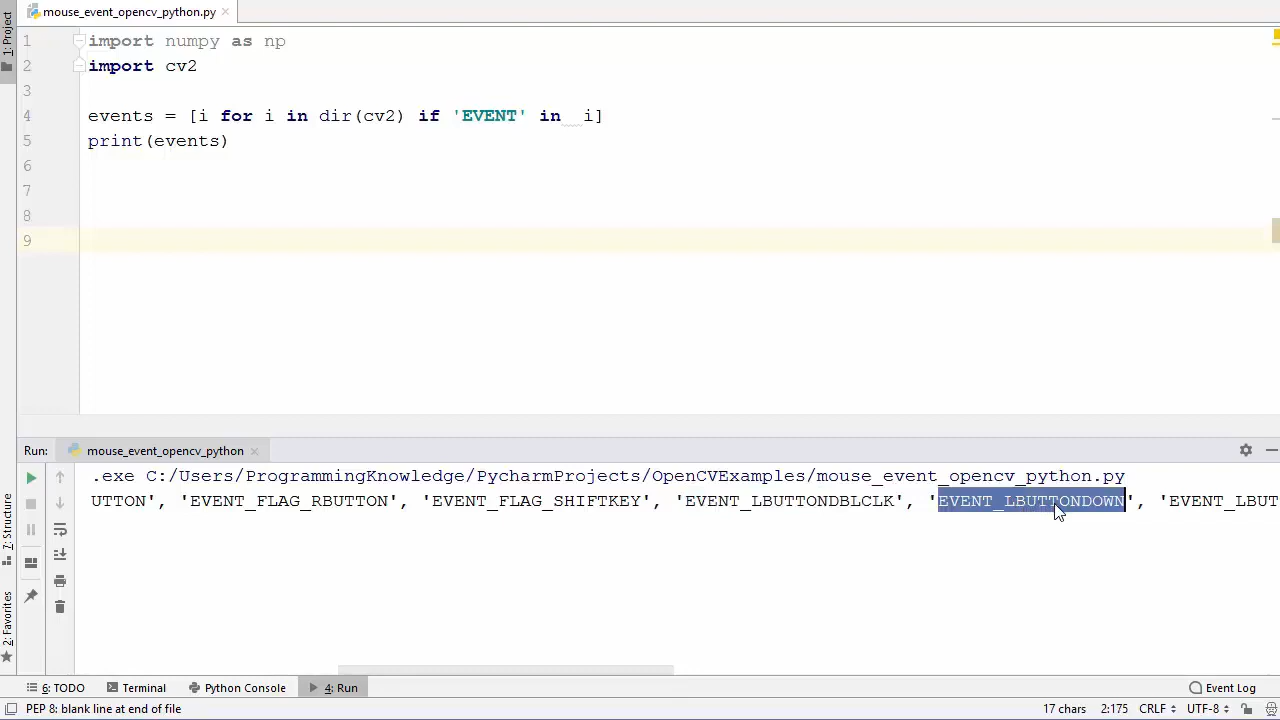 mouse_event_opencv_python.py
1: Project
1 import numpy as np
2 import cv2
3
4 events = [i for i in dir(cv2) if 'EVENT' in  i]
5 print(events)
6
7
8
9
Run: mouse_event_opencv_python
.exe C:/Users/ProgrammingKnowledge/PycharmProjects/OpenCVExamples/mouse_event_opencv_python.py
UTTON', 'EVENT_FLAG_RBUTTON', 'EVENT_FLAG_SHIFTKEY', 'EVENT_LBUTTONDBLCLK', 'EVENT_LBUTTONDOWN', 'EVENT_LBUT
7: Structure
2: Favorites
6: TODO Terminal Python Console 4: Run Event Log
PEP 8: blank line at end of file 17 chars 2:175 CRLF UTF-8